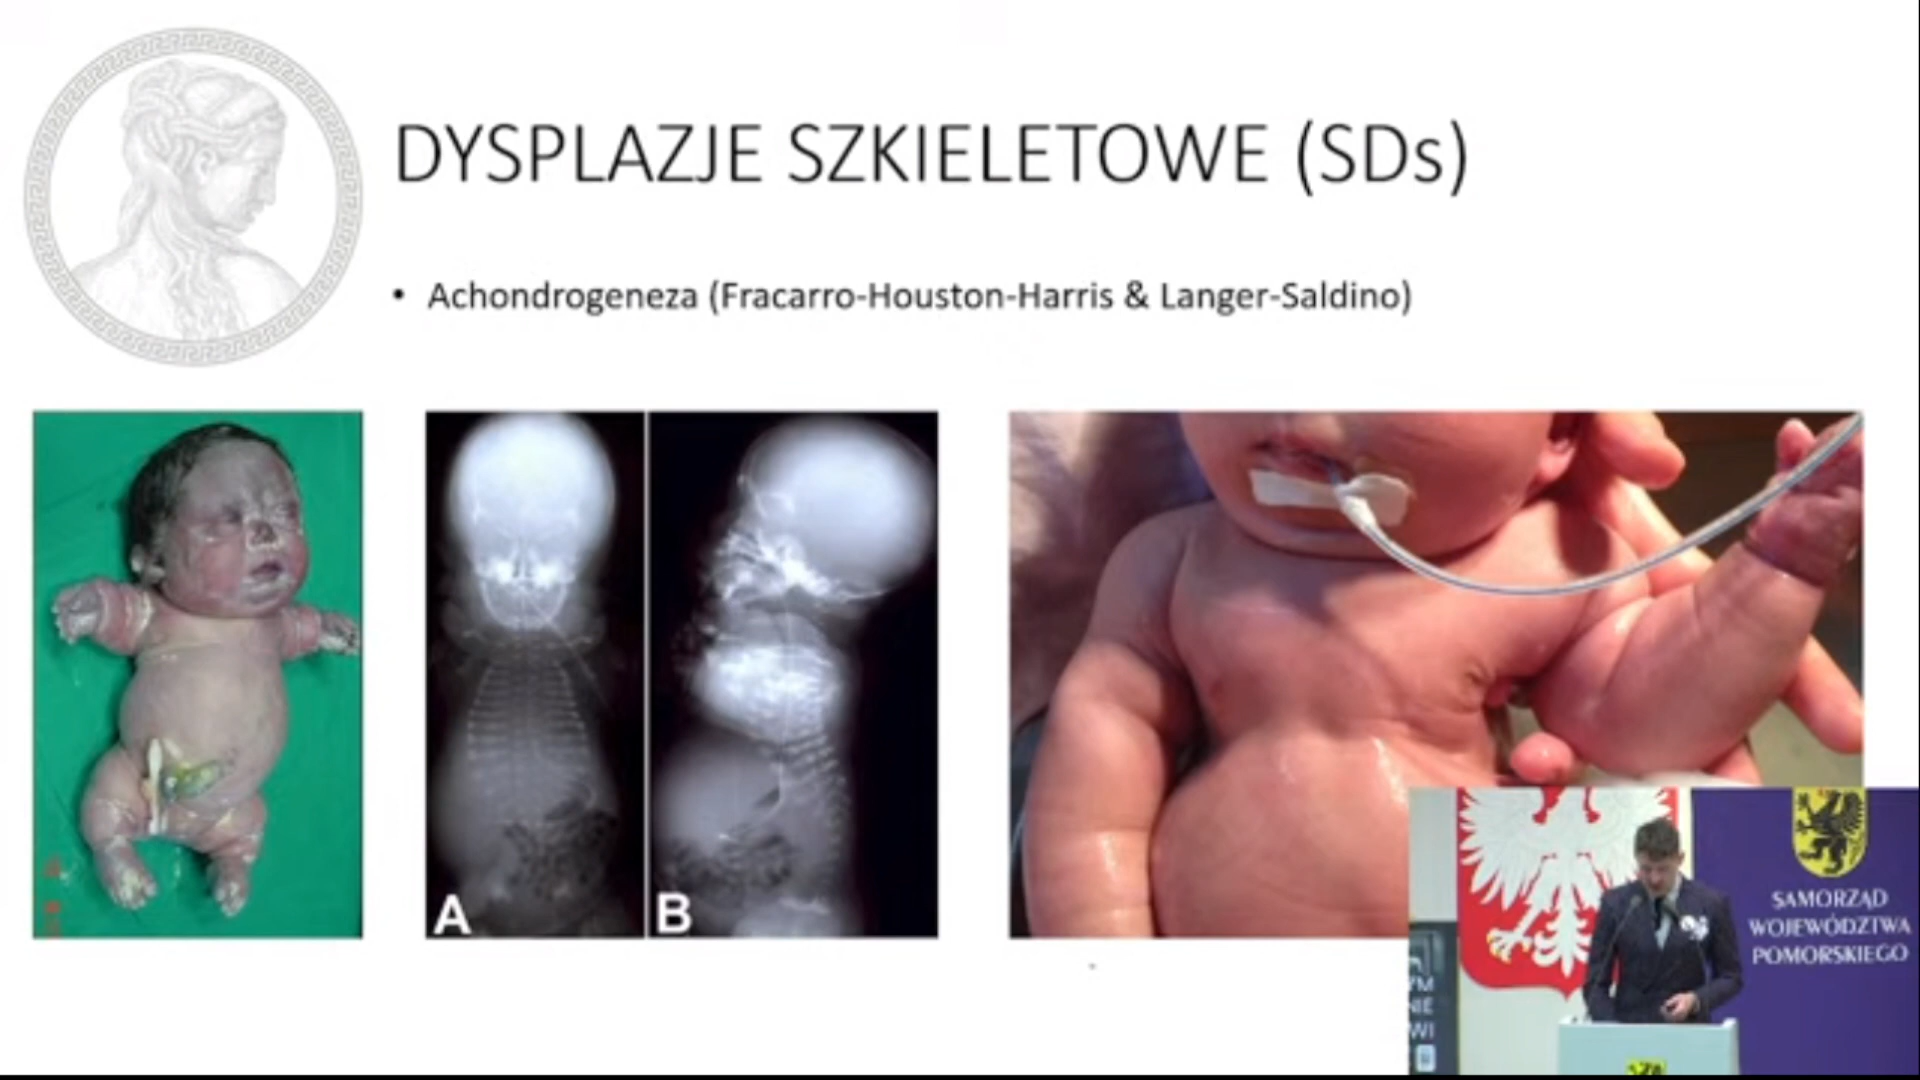 DYSPLAZJE SZKIELETOWE (SDs)
• Achondrogeneza (Fracarro-Houston-Harris & Langer-Saldino)
A
B
SAMORZĄD
WOJEWÓDZTWA
POMORSKIEGO